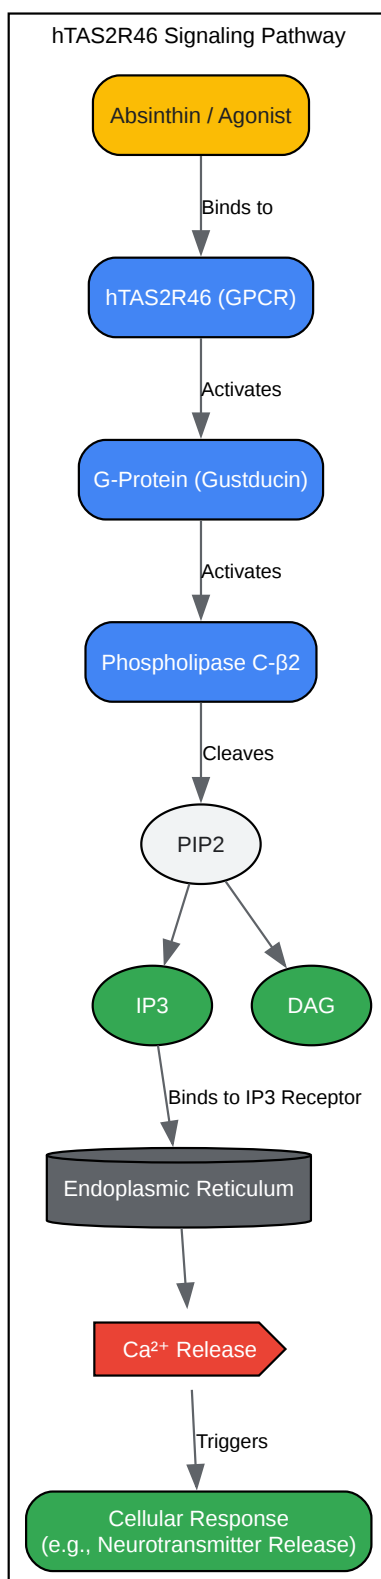 hTAS2R46 Signaling Pathway
Absinthin / Agonist
Binds to
hTAS2R46 (GPCR)
Activates
G-Protein (Gustducin)
Activates
Phospholipase C-β2
Cleaves
PIP2
IP3
DAG
Binds to IP3 Receptor
Endoplasmic Reticulum
Ca²⁺ Release
Triggers
Cellular Response
(e.g., Neurotransmitter Release)